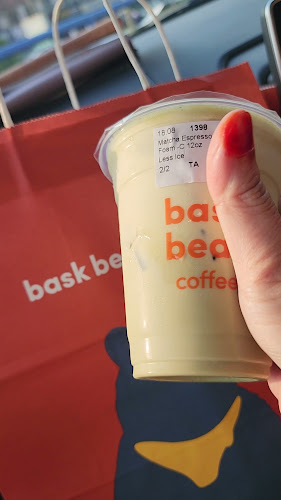 16:08 1398
Matcha Espresso
Foam -C 12oz
Less Ice
2/2 TA
bas
bea
coffee
bask be